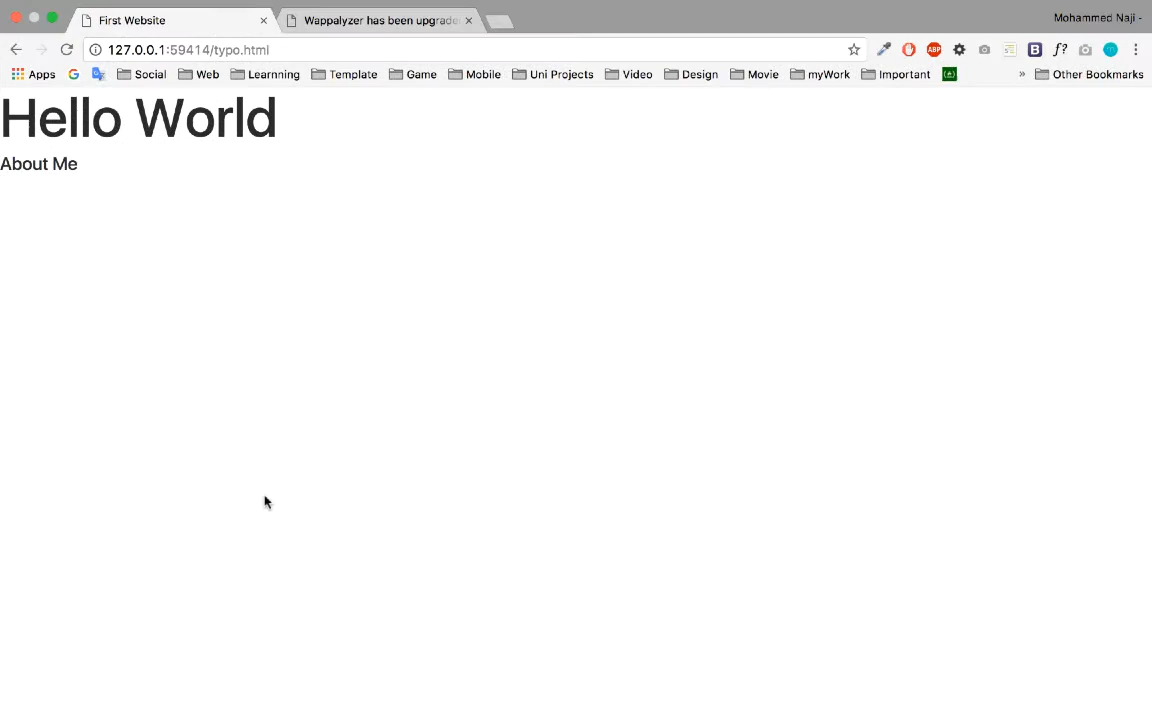 First Website
Wappalyzer has been upgrade
Mohammed Naji -
127.0.0.1:59414/typo.html
ABP
B
f?
Apps
G
Social
Web
Learnning
Template
Game
Mobile
Uni Projects
Video
Design
Movie
myWork
Important
»
Other Bookmarks
Hello World
About Me